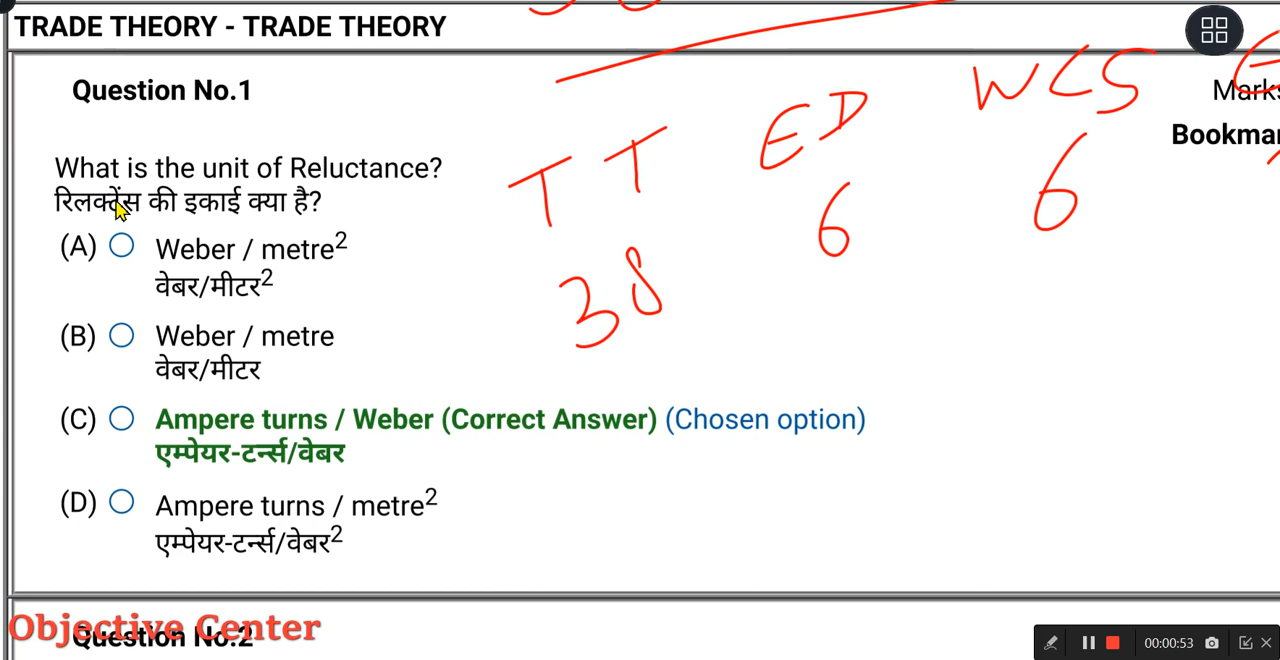 TRADE THEORY - TRADE THEORY
Question No.1
Marks
Bookmar
What is the unit of Reluctance?
रिलक्टेंस की इकाई क्या है?
(A) Weber / metre2
वेबर/मीटर2
(B) Weber / metre
वेबर/मीटर
(C) Ampere turns / Weber (Correct Answer) (Chosen option)
एम्पेयर-टर्न्स/वेबर
(D) Ampere turns / metre2
एम्पेयर-टर्न्स/वेबर2
TT ED WCS
38 6 6
Objective Center
Question No.2
00:00:53